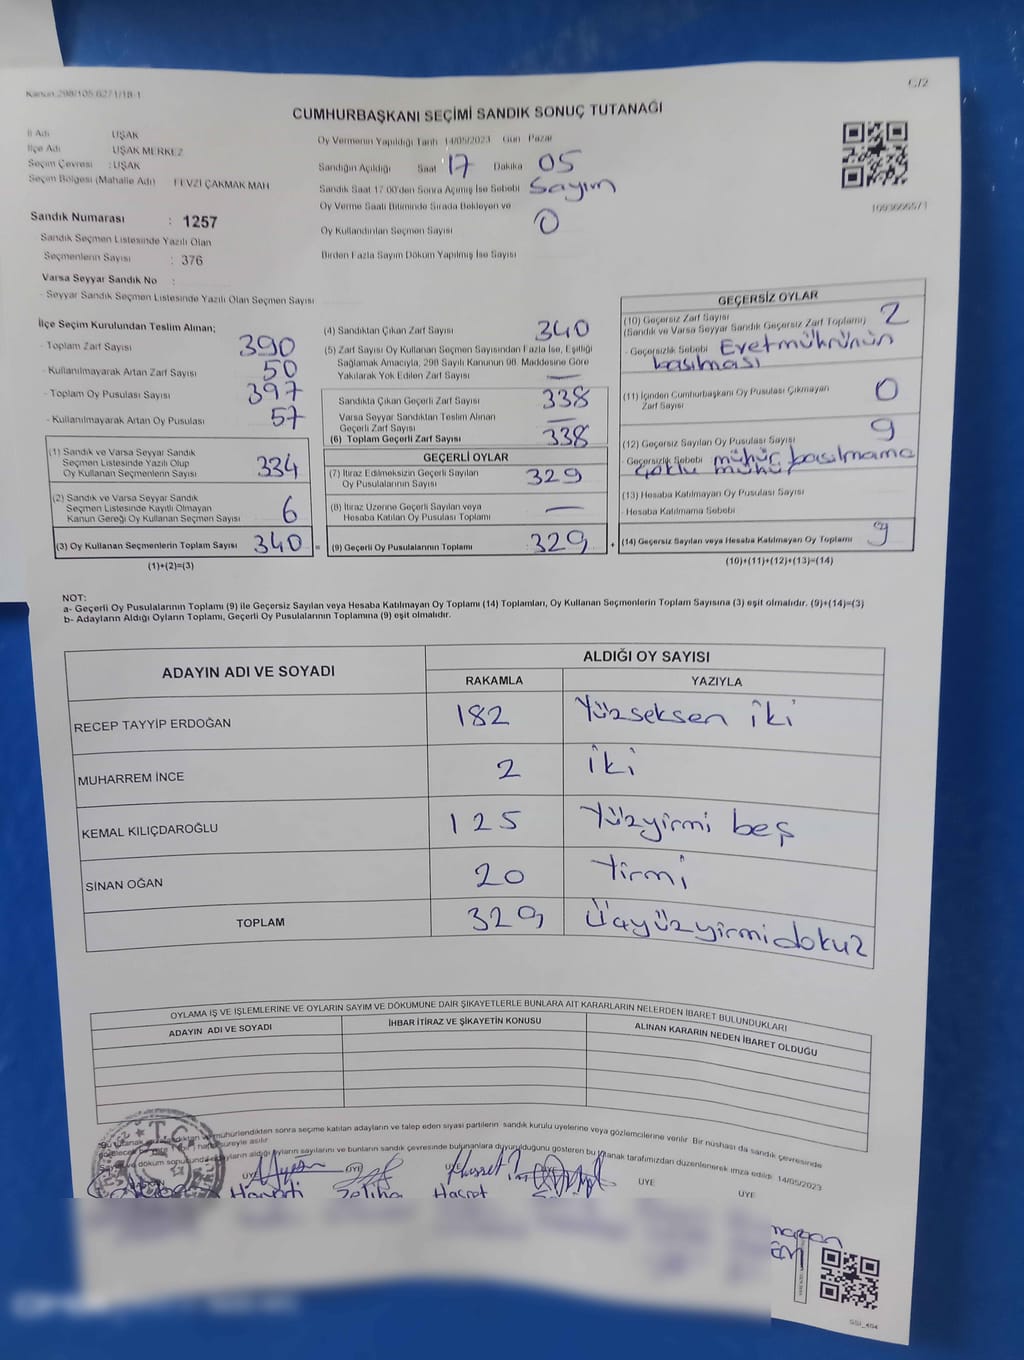 Kanun:298/105,6271/18-1
C/2
CUMHURBAŞKANI SEÇİMİ SANDIK SONUÇ TUTANAĞI
İl Adı UŞAK
İlçe Adı UŞAK MERKEZ
Seçim Çevresi : UŞAK
Seçim Bölgesi (Mahalle Adı) FEVZİ ÇAKMAK MAH
Sandık Numarası : 1257
Sandık Seçmen Listesinde Yazılı Olan
Seçmenlerin Sayısı : 376
Varsa Seyyar Sandık No :
- Seyyar Sandık Seçmen Listesinde Yazılı Olan Seçmen Sayısı
Oy Vermenin Yapıldığı Tarih 14/05/2023 Gün Pazar
Sandığın Açıldığı Saat 17 Dakika 05
Sandık Saat 17:00'den Sonra Açılmış İse Sebebi Sayım
Oy Verme Saati Bitiminde Sırada Bekleyen ve
Oy Kullandırılan Seçmen Sayısı 0
Birden Fazla Sayım Döküm Yapılmış İse Sayısı
İlçe Seçim Kurulundan Teslim Alınan;
- Toplam Zarf Sayısı 390
- Kullanılmayarak Artan Zarf Sayısı 50
- Toplam Oy Pusulası Sayısı 397
- Kullanılmayarak Artan Oy Pusulası 57
(1) Sandık ve Varsa Seyyar Sandık
Seçmen Listesinde Yazılı Olup
Oy Kullanan Seçmenlerin Sayısı 334
(2) Sandık ve Varsa Seyyar Sandık
Seçmen Listesinde Kayıtlı Olmayan
Kanun Gereği Oy Kullanan Seçmen Sayısı 6
(3) Oy Kullanan Seçmenlerin Toplam Sayısı 340 =
(1)+(2)=(3)
(4) Sandıktan Çıkan Zarf Sayısı 340
(5) Zarf Sayısı Oy Kullanan Seçmen Sayısından Fazla İse, Eşitliği
Sağlamak Amacıyla, 298 Sayılı Kanunun 98. Maddesine Göre
Yakılarak Yok Edilen Zarf Sayısı —
Sandıkta Çıkan Geçerli Zarf Sayısı 338
Varsa Seyyar Sandıktan Teslim Alınan
Geçerli Zarf Sayısı —
(6) Toplam Geçerli Zarf Sayısı 338
GEÇERLİ OYLAR
(7) İtiraz Edilmeksizin Geçerli Sayılan
Oy Pusulalarının Sayısı 329
(8) İtiraz Üzerine Geçerli Sayılan veya
Hesaba Katılan Oy Pusulası Toplamı —
(9) Geçerli Oy Pusulalarının Toplamı 329 +
GEÇERSİZ OYLAR
(10) Geçersiz Zarf Sayısı
(Sandık ve Varsa Seyyar Sandık Geçersiz Zarf Toplamı) 2
- Geçersizlik Sebebi Evet mührünün
basılması
(11) İçinden Cumhurbaşkanı Oy Pusulası Çıkmayan
Zarf Sayısı 0
(12) Geçersiz Sayılan Oy Pusulası Sayısı 9
- Geçersizlik Sebebi mühür basılmama
çoklu mühür
(13) Hesaba Katılmayan Oy Pusulası Sayısı
- Hesaba Katılmama Sebebi
(14) Geçersiz Sayılan veya Hesaba Katılmayan Oy Toplamı 9
(10)+(11)+(12)+(13)=(14)
NOT:
a- Geçerli Oy Pusulalarının Toplamı (9) ile Geçersiz Sayılan veya Hesaba Katılmayan Oy Toplamı (14) Toplamları, Oy Kullanan Seçmenlerin Toplam Sayısına (3) eşit olmalıdır. (9)+(14)=(3)
b- Adayların Aldığı Oyların Toplamı, Geçerli Oy Pusulalarının Toplamına (9) eşit olmalıdır.
ADAYIN ADI VE SOYADI ALDIĞI OY SAYISI
RAKAMLA YAZIYLA
RECEP TAYYİP ERDOĞAN 182 Yüzseksen iki
MUHARREM İNCE 2 İki
KEMAL KILIÇDAROĞLU 125 Yüzyirmi beş
SİNAN OĞAN 20 Yirmi
TOPLAM 329 Üçyüzyirmidokuz
OYLAMA İŞ VE İŞLEMLERİNE VE OYLARIN SAYIM VE DÖKÜMÜNE DAİR ŞİKAYETLERLE BUNLARA AİT KARARLARIN NELERDEN İBARET BULUNDUKLARI
ADAYIN ADI VE SOYADI İHBAR İTİRAZ VE ŞİKAYETİN KONUSU ALINAN KARARIN NEDEN İBARET OLDUĞU
mühürlendikten sonra seçime katılan adayların ve talep eden siyasi partilerin sandık kurulu üyelerine veya gözlemcilerine verilir. Bir nüshası da sandık çevresinde
süreyle asılır
aldığı oyların sayılarını ve bunların sandık çevresinde bulunanlara duyurulduğunu gösteren bu tutanak tarafımızdan düzenlenerek imza edildi. 14/05/2023
ÜYE ÜYE ÜYE
Hayati Zeliha Hasret